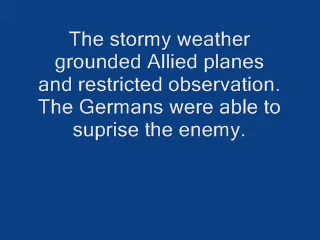 The stormy weather
grounded Allied planes
and restricted observation.
The Germans were able to
suprise the enemy.